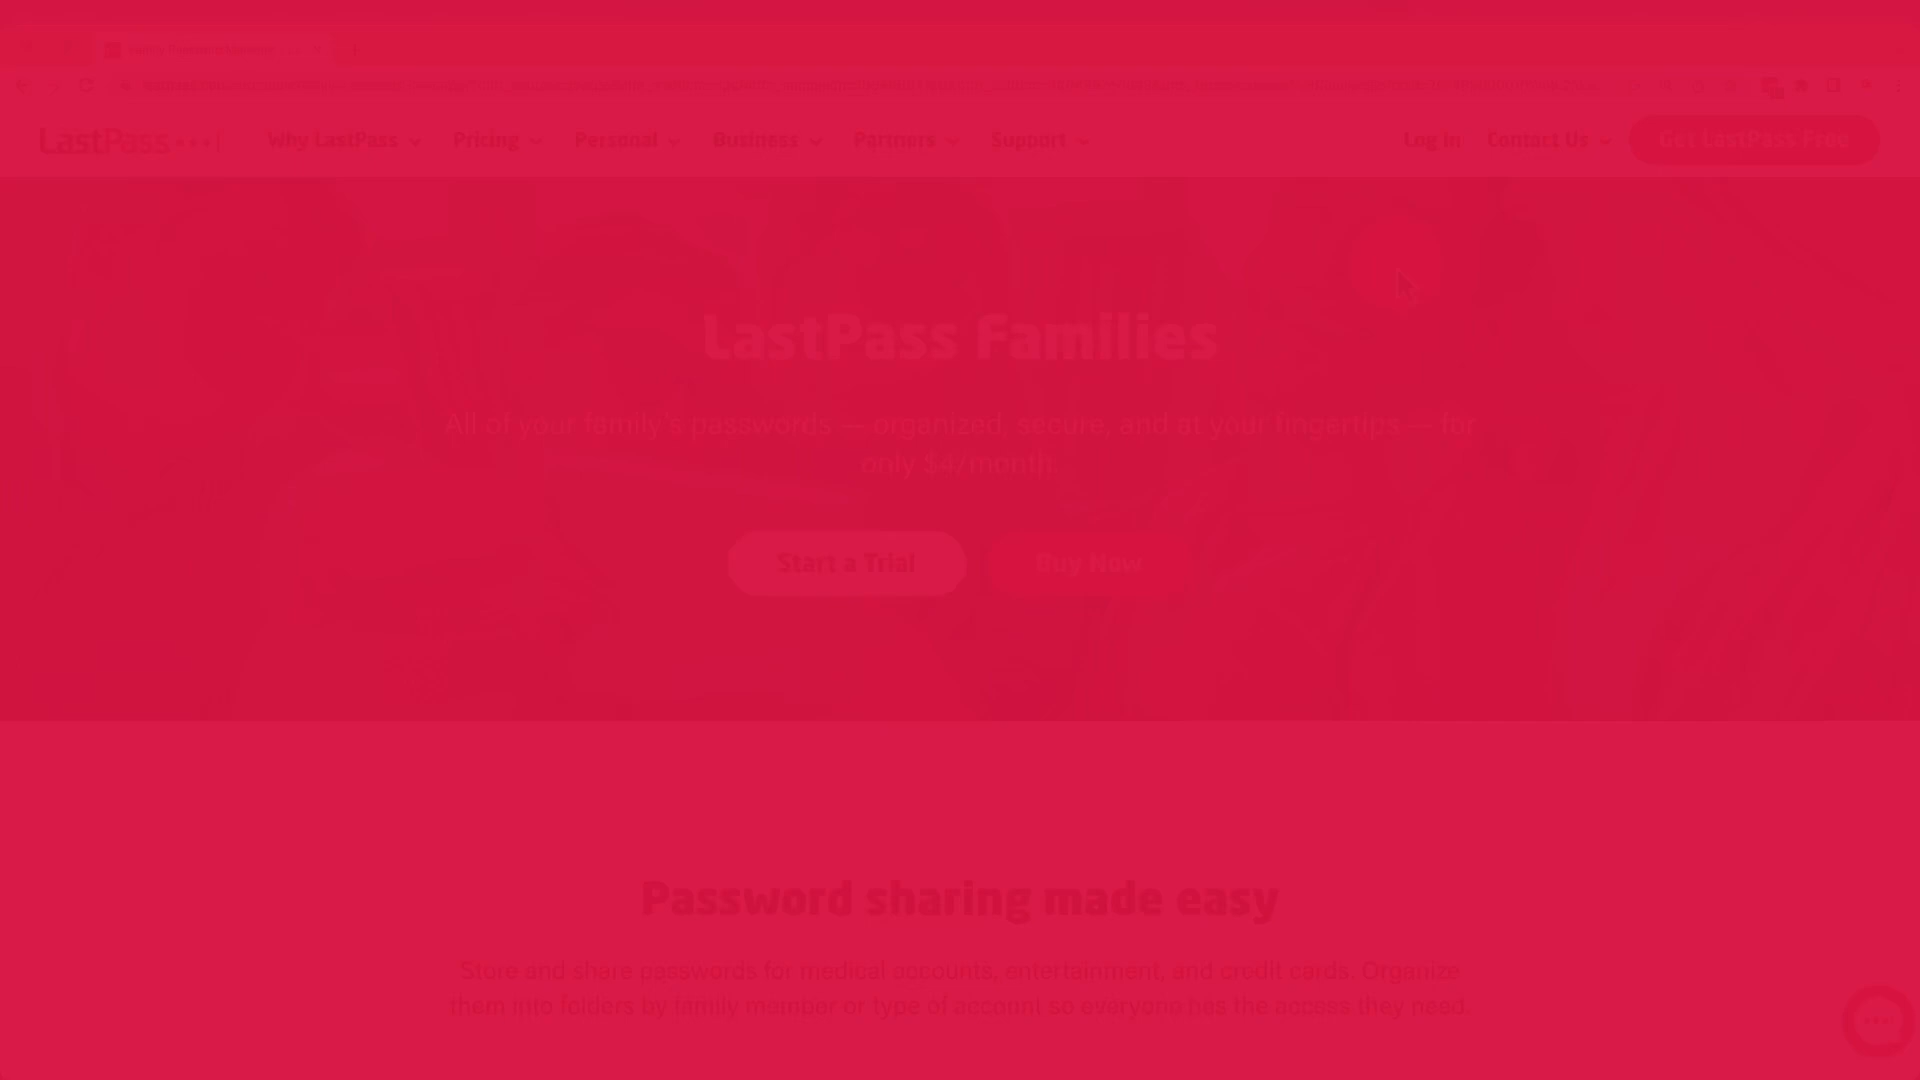 LastPass
Why LastPass
Pricing
Personal
Business
Partners
Support
Log In
Contact Us
Get LastPass Free
LastPass Families
All of your family's passwords — organized, secure, and at your fingertips — for
only $4/month.
Start a Trial
Buy Now
Password sharing made easy
Store and share passwords for medical accounts, entertainment, and credit cards. Organize
them into folders by family member or type of account so everyone has the access they need.